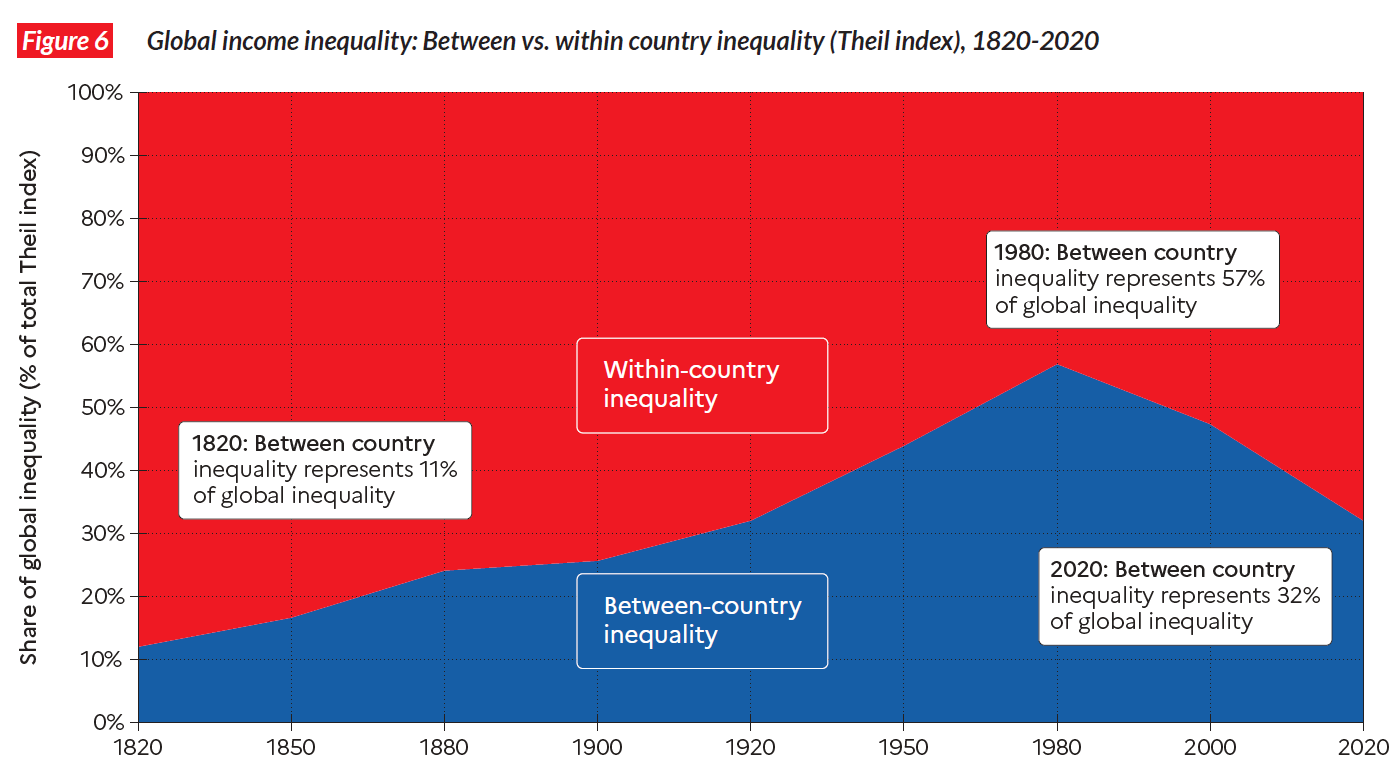 Figure 6
Global income inequality: Between vs. within country inequality (Theil index), 1820-2020
Share of global inequality (% of total Theil index)
100%
90%
80%
70%
60%
50%
40%
30%
20%
10%
0%
1820: Between country
inequality represents 11%
of global inequality
Within-country
inequality
Between-country
inequality
1980: Between country
inequality represents 57%
of global inequality
2020: Between country
inequality represents 32%
of global inequality
1820
1850
1880
1900
1920
1950
1980
2000
2020